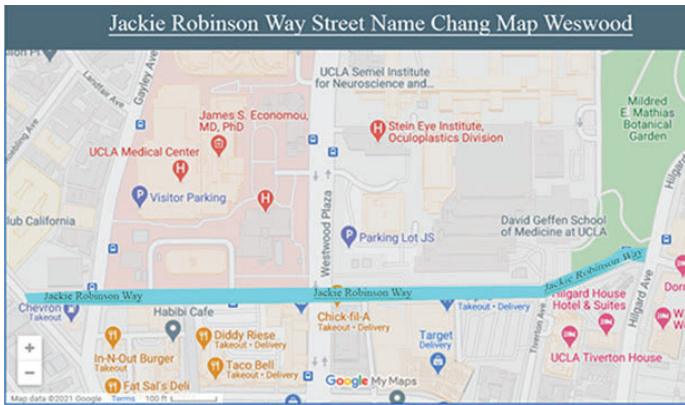 Jackie Robinson Way Street Name Chang Map Weswood
Landfair Ave
Gayley Ave
UCLA Semel Institute
for Neuroscience and...
Mildred
E. Mathias
Botanical
Garden
James S. Economou,
MD, PhD
Stein Eye Institute,
Oculoplastics Division
UCLA Medical Center
H
H
Visitor Parking
P
H
Hilgard Ave
Club California
Westwood Plaza
P
Parking Lot JS
David Geffen School
of Medicine at UCLA
Jackie Robinson Way
Jackie Robinson Way
Jackie Robinson Way
Chevron
Takeout
Habibi Cafe
Chick-fil-A
Takeout • Delivery
Takeout • Delivery
Hilgard House
Hotel & Suites
Hilgard Ave
Tiverton Ave
Diddy Riese
Takeout • Delivery
Target
Delivery
In-N-Out Burger
Takeout
Taco Bell
Takeout • Delivery
UCLA Tiverton House
Fat Sal's Deli
+
−
Google My Maps
Map data ©2021 Google
Terms
100 ft